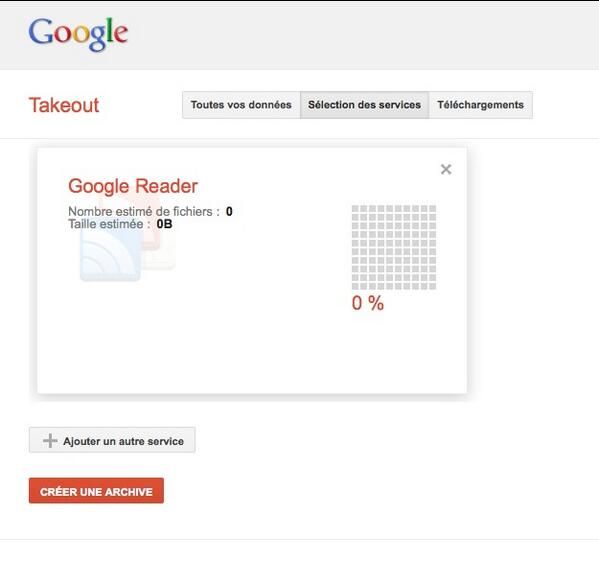 Google
Takeout
Toutes vos données
Sélection des services
Téléchargements
Google Reader
Nombre estimé de fichiers : 0
Taille estimée : 0B
0 %
Ajouter un autre service
CRÉER UNE ARCHIVE